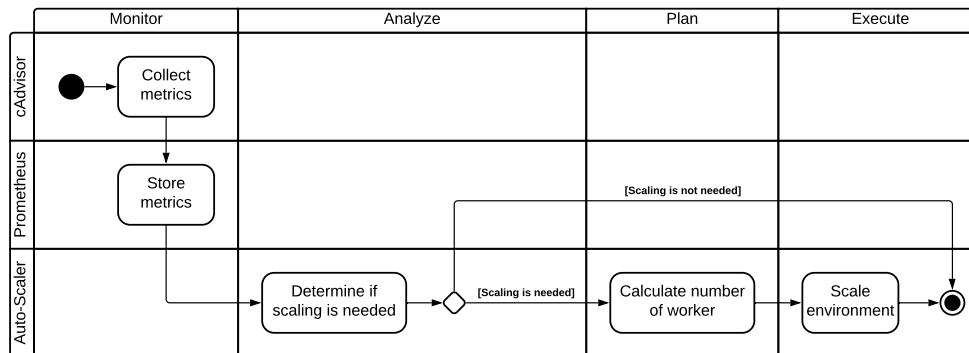 Monitor
Analyze
Plan
Execute
cAdvisor
Collect
metrics
Prometheus
Store
metrics
[Scaling is not needed]
Auto-Scaler
Determine if
scaling is needed
[Scaling is needed]
Calculate number
of worker
Scale
environment